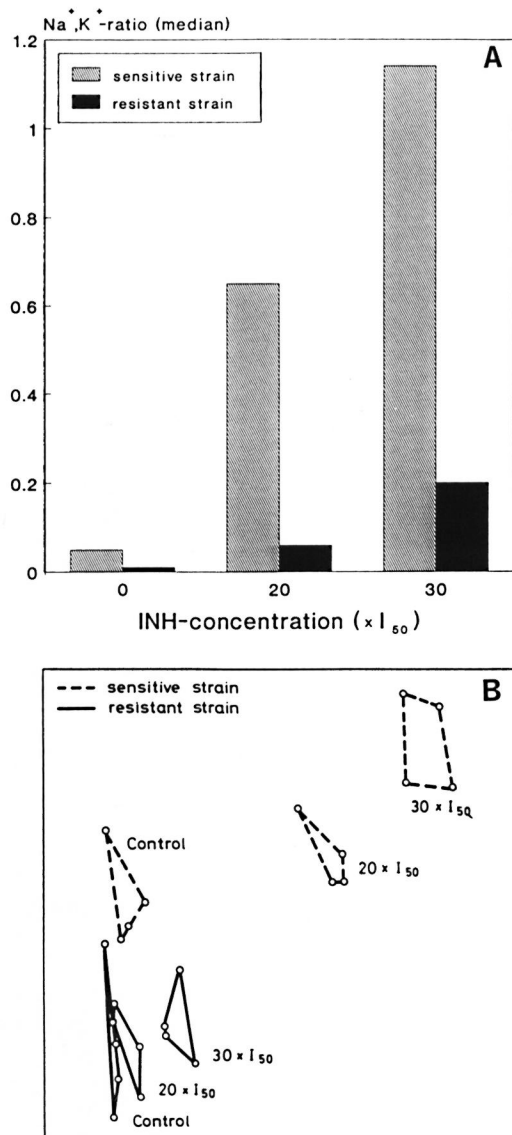 Na⁺,K⁺-ratio (median)
A
1.2
sensitive strain
resistant strain
1
0.8
0.6
0.4
0.2
0
0 20 30
INH-concentration (× I₅₀)
B
sensitive strain
resistant strain
30 x I₅₀
Control
20 x I₅₀
30 x I₅₀
20 x I₅₀
Control